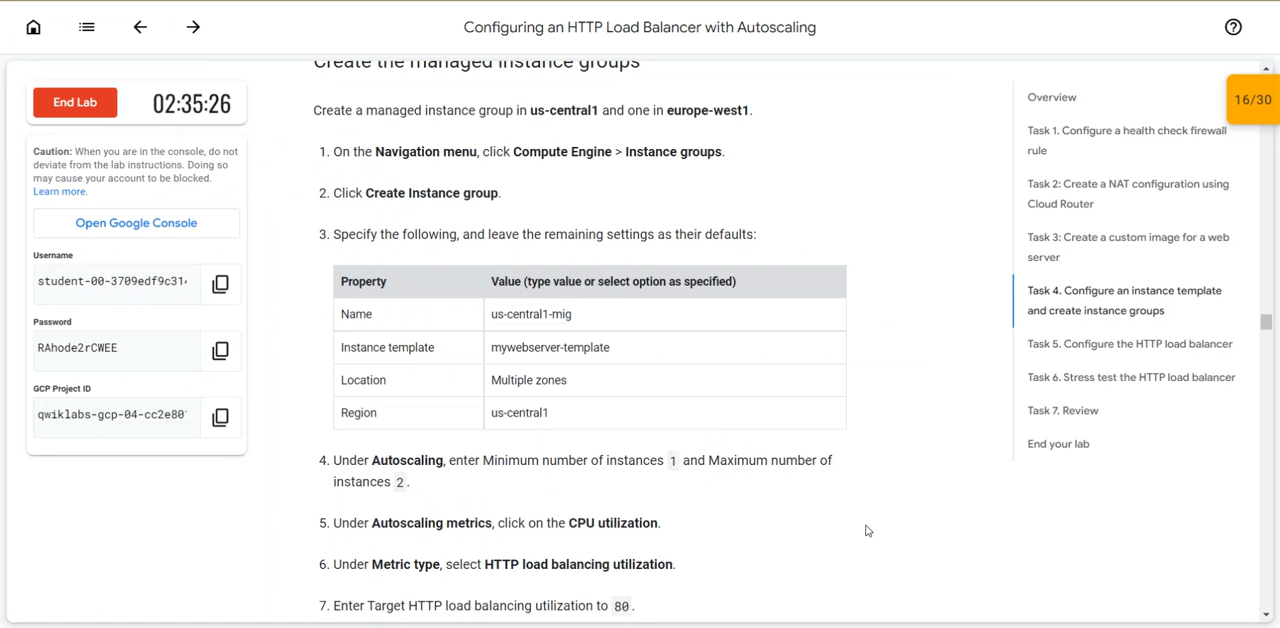 Configuring an HTTP Load Balancer with Autoscaling
End Lab
02:35:26
Caution: When you are in the console, do not
deviate from the lab instructions. Doing so
may cause your account to be blocked.
Learn more.
Open Google Console
Username
student-00-3709edf9c31
Password
RAhode2rCWEE
GCP Project ID
qwiklabs-gcp-04-cc2e80
Create the managed instance groups
Create a managed instance group in us-central1 and one in europe-west1.
1. On the Navigation menu, click Compute Engine > Instance groups.
2. Click Create Instance group.
3. Specify the following, and leave the remaining settings as their defaults:
Property Value (type value or select option as specified)
Name us-central1-mig
Instance template mywebserver-template
Location Multiple zones
Region us-central1
4. Under Autoscaling, enter Minimum number of instances 1 and Maximum number of
instances 2.
5. Under Autoscaling metrics, click on the CPU utilization.
6. Under Metric type, select HTTP load balancing utilization.
7. Enter Target HTTP load balancing utilization to 80.
Overview
Task 1. Configure a health check firewall
rule
Task 2: Create a NAT configuration using
Cloud Router
Task 3: Create a custom image for a web
server
Task 4. Configure an instance template
and create instance groups
Task 5. Configure the HTTP load balancer
Task 6. Stress test the HTTP load balancer
Task 7. Review
End your lab
16/30